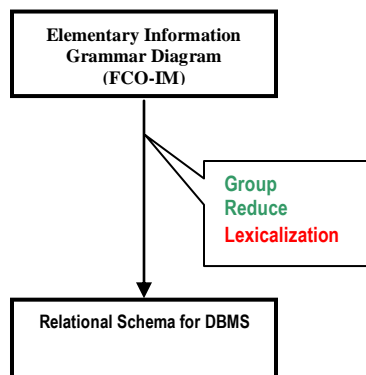 Elementary Information
Grammar Diagram
(FCO-IM)
Group
Reduce
Lexicalization
Relational Schema for DBMS